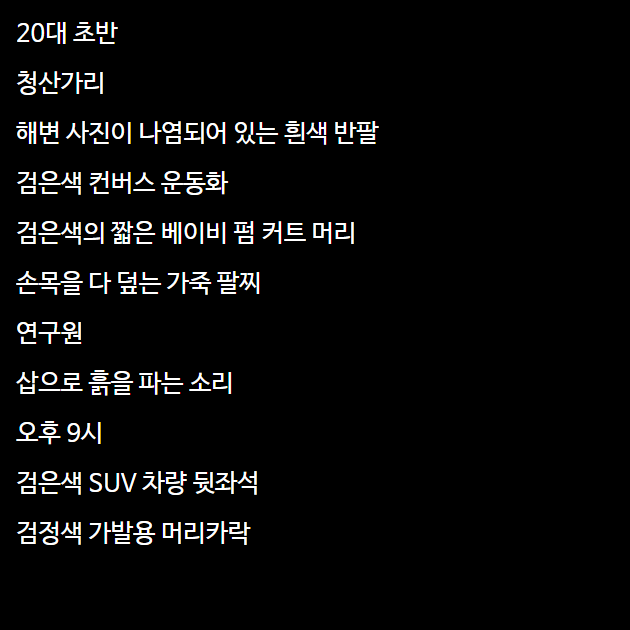 20대 초반
청산가리
해변 사진이 나염되어 있는 흰색 반팔
검은색 컨버스 운동화
검은색의 짧은 베이비 펌 커트 머리
손목을 다 덮는 가죽 팔찌
연구원
삽으로 흙을 파는 소리
오후 9시
검은색 SUV 차량 뒷좌석
검정색 가발용 머리카락